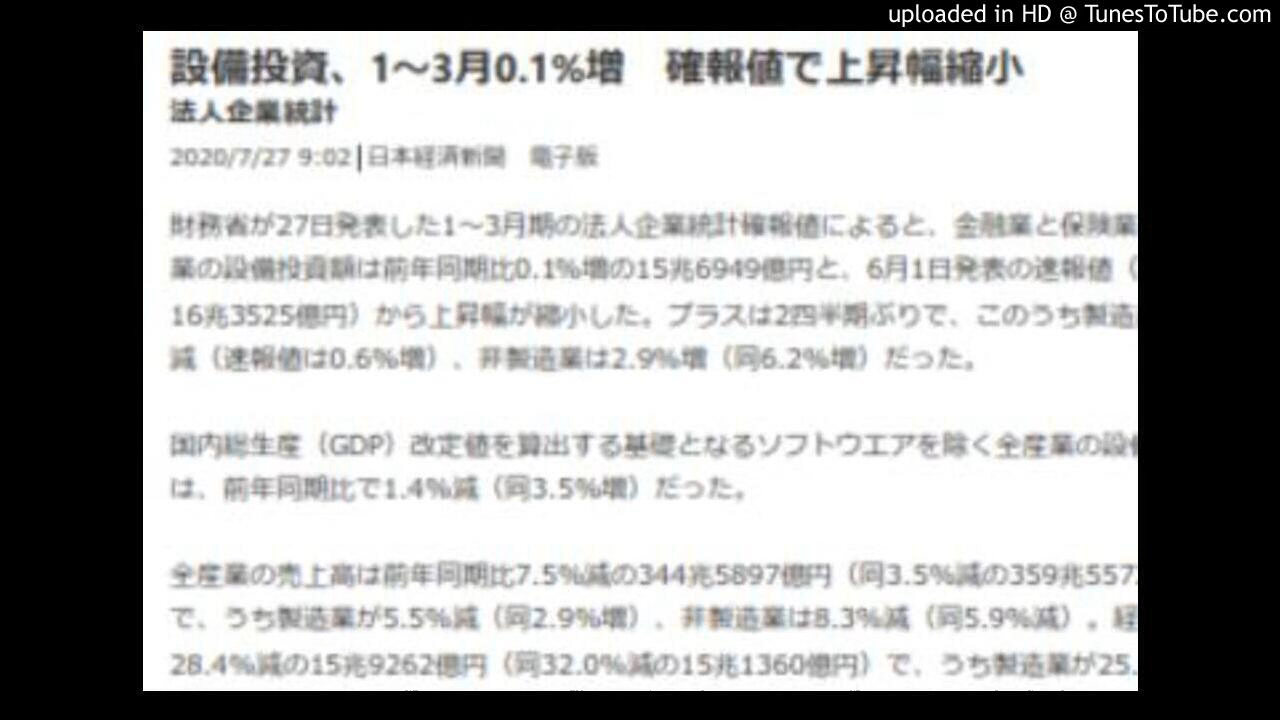 uploaded in HD @ TunesToTube.com
設備投資、1～3月0.1%増　確報値で上昇幅縮小
法人企業統計
2020/7/27 9:02|日本経済新聞　電子版
財務省が27日発表した1～3月期の法人企業統計確報値によると、金融業と保険業
業の設備投資額は前年同期比0.1%増の15兆6949億円と、6月1日発表の速報値（
16兆3525億円）から上昇幅が縮小した。プラスは2四半期ぶりで、このうち製造
減（速報値は0.6%増）、非製造業は2.9%増（同6.2%増）だった。
国内総生産（GDP）改定値を算出する基礎となるソフトウエアを除く全産業の設備
は、前年同期比で1.4%減（同3.5%増）だった。
全産業の売上高は前年同期比7.5%減の344兆5897億円（同3.5%減の359兆557
で、うち製造業が5.5%減（同2.9%増）、非製造業は8.3%減（同5.9%減）。経
28.4%減の15兆9262億円（同32.0%減の15兆1360億円）で、うち製造業が25.